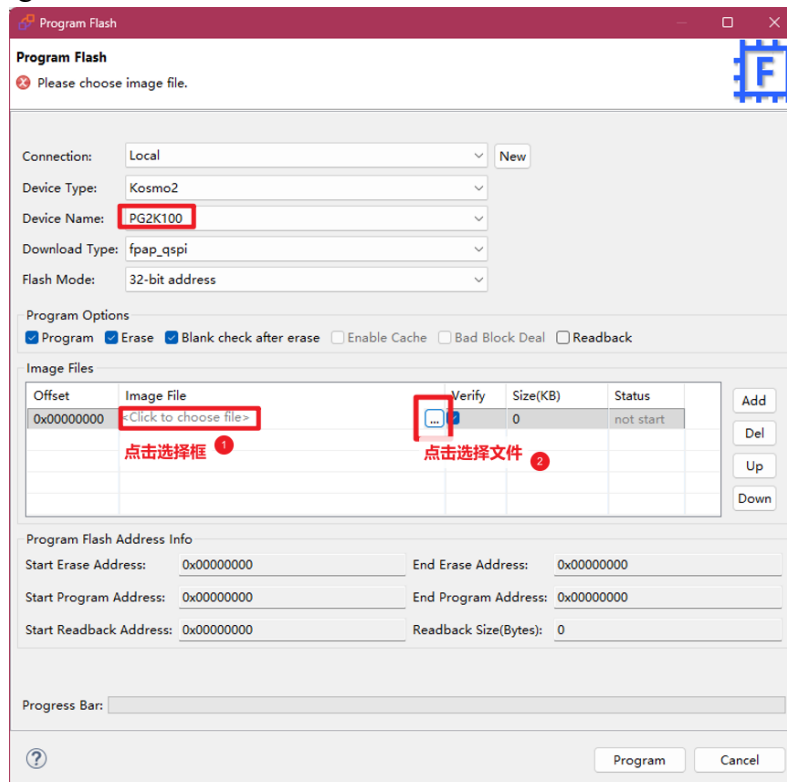 Program Flash
Program Flash
Please choose image file.
F
Connection: Local New
Device Type: Kosmo2
Device Name: PG2K100
Download Type: fpap_qspi
Flash Mode: 32-bit address
Program Options
Program Erase Blank check after erase Enable Cache Bad Block Deal Readback
Image Files
Offset Image File Verify Size(KB) Status Add
0x00000000 <Click to choose file> ... 0 not start
Del
点击选择框 1 点击选择文件 2
Up
Down
Program Flash Address Info
Start Erase Address: 0x00000000 End Erase Address: 0x00000000
Start Program Address: 0x00000000 End Program Address: 0x00000000
Start Readback Address: 0x00000000 Readback Size(Bytes): 0
Progress Bar:
? Program Cancel